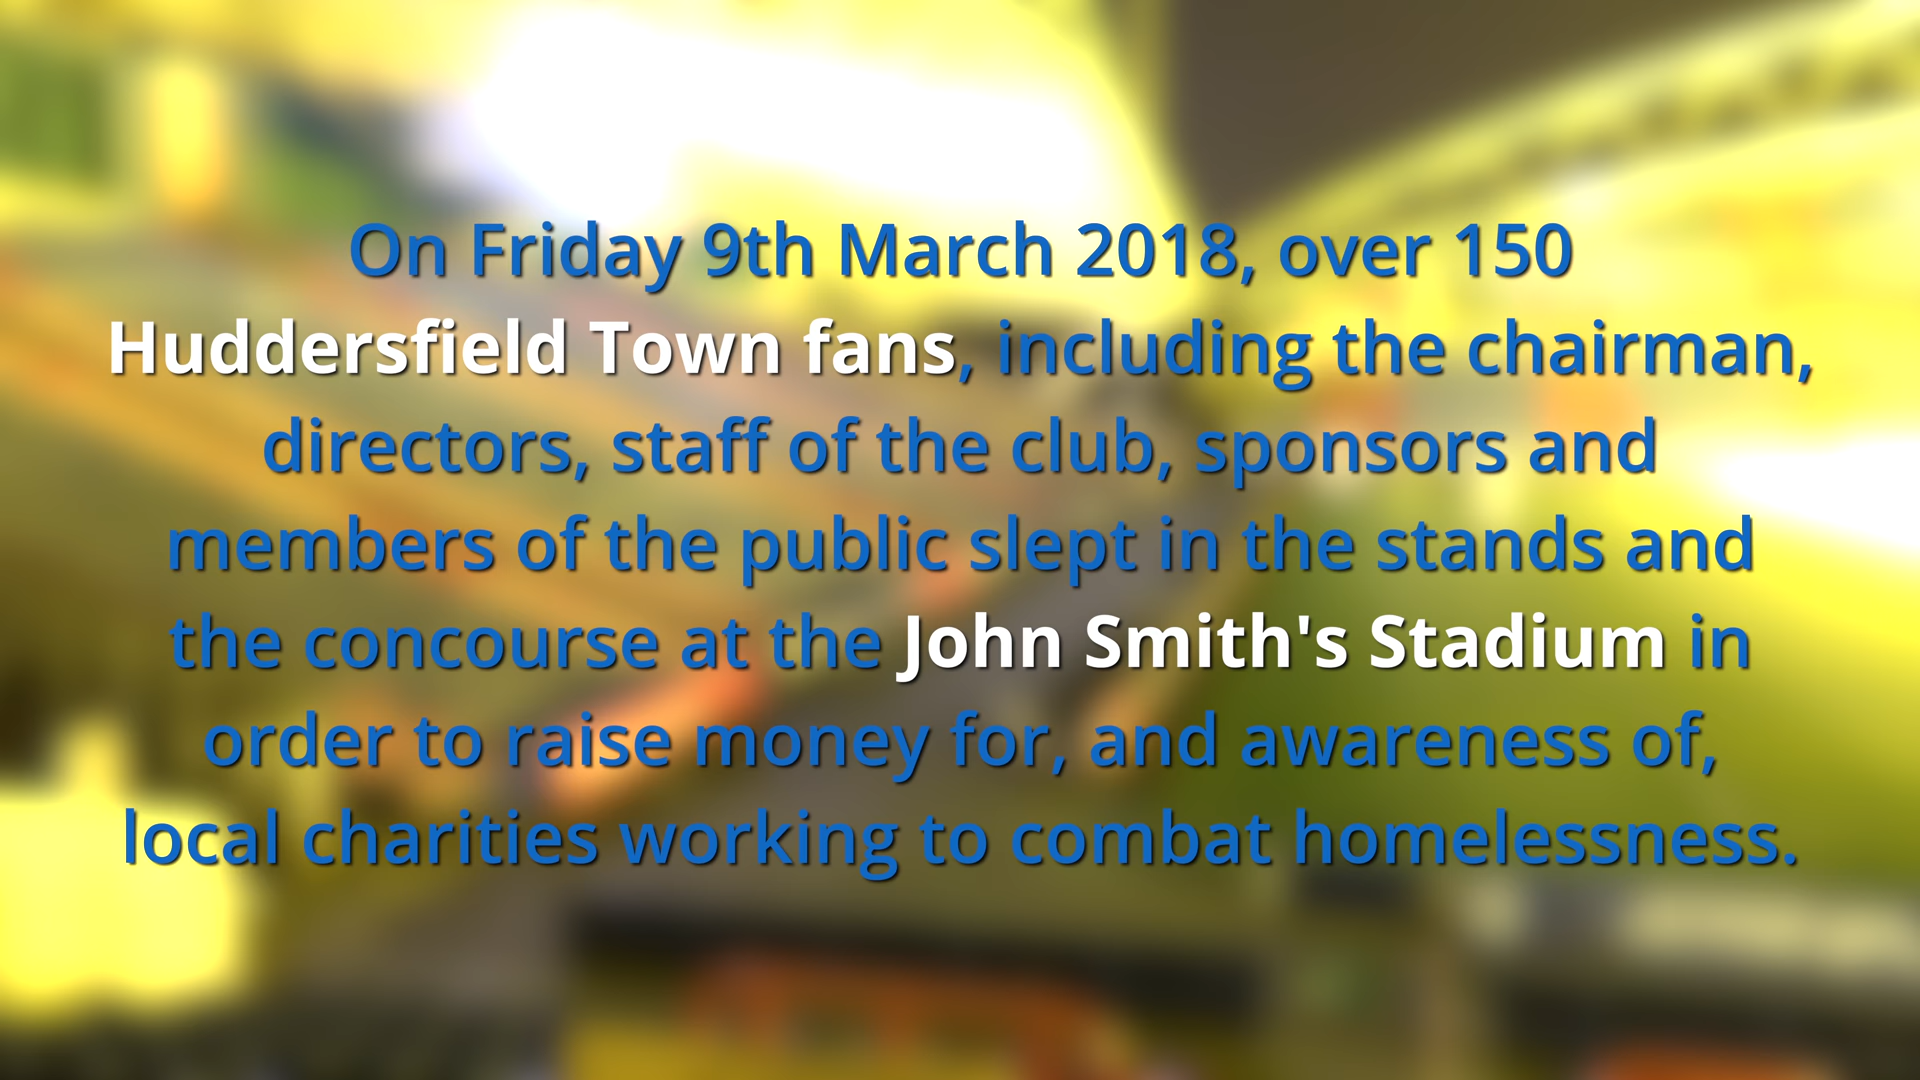 On Friday 9th March 2018, over 150
Huddersfield Town fans, including the chairman,
directors, staff of the club, sponsors and
members of the public slept in the stands and
the concourse at the John Smith's Stadium in
order to raise money for, and awareness of,
local charities working to combat homelessness.